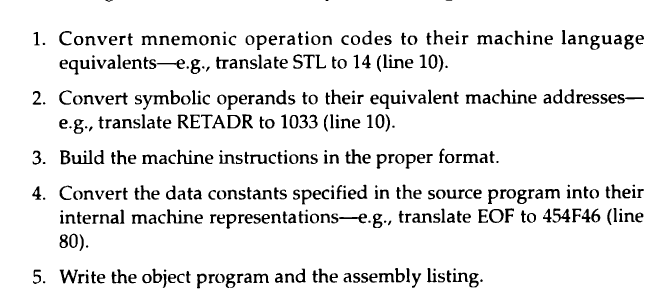 1. Convert mnemonic operation codes to their machine language
equivalents—e.g., translate STL to 14 (line 10).
2. Convert symbolic operands to their equivalent machine addresses—
e.g., translate RETADR to 1033 (line 10).
3. Build the machine instructions in the proper format.
4. Convert the data constants specified in the source program into their
internal machine representations—e.g., translate EOF to 454F46 (line
80).
5. Write the object program and the assembly listing.